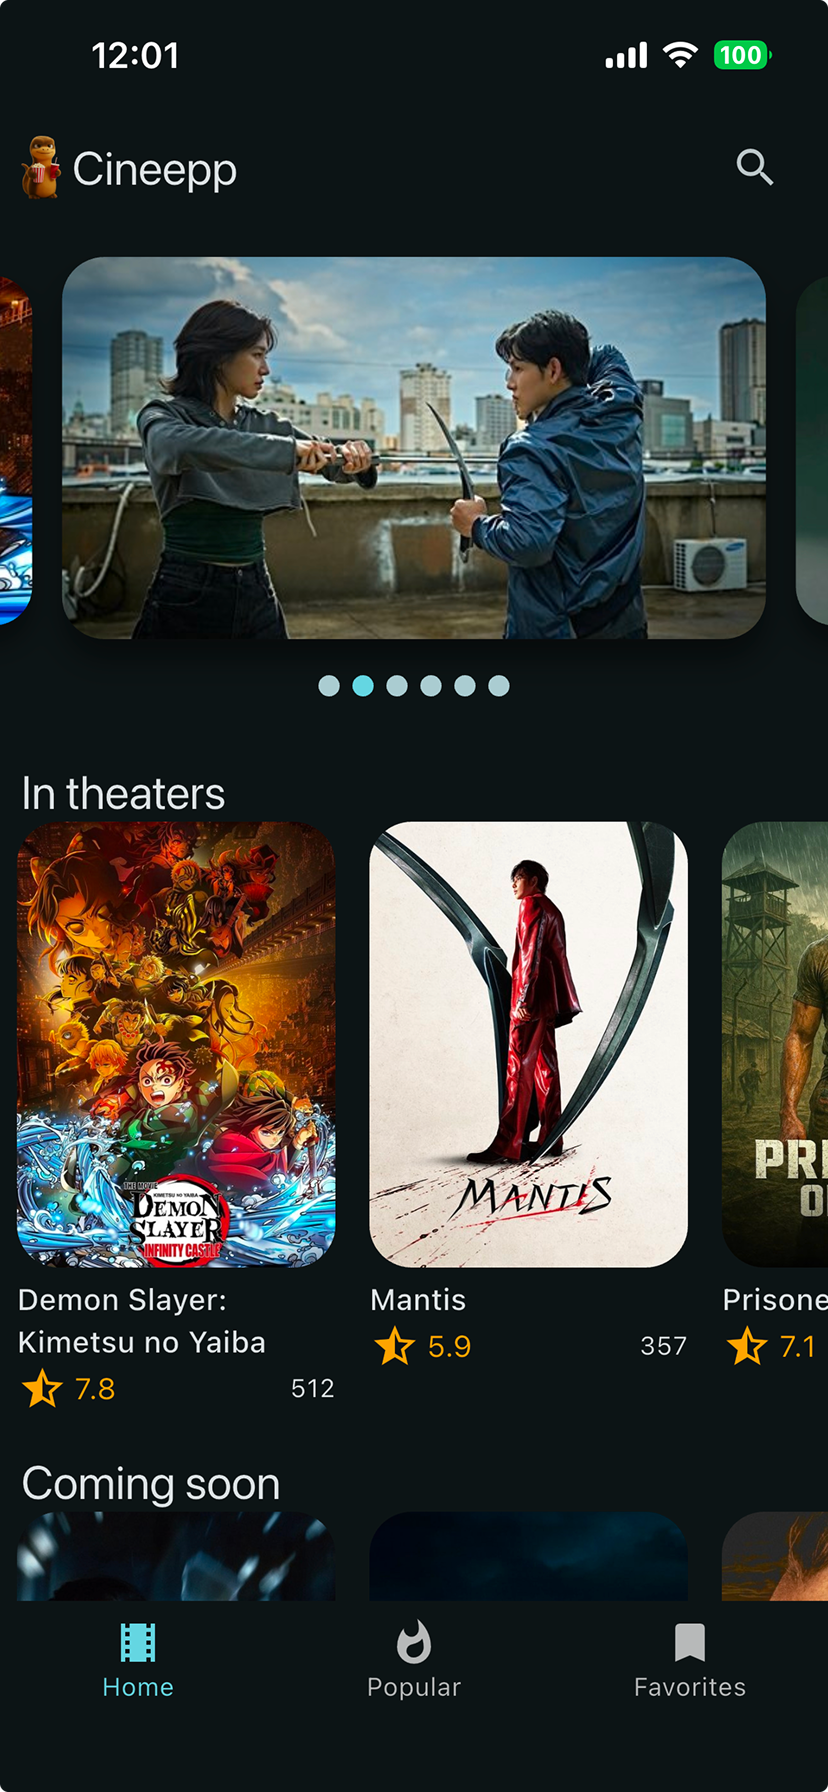 12:01
100
Cineepp
In theaters
THE MOVIE
KIMETSU NO YAIBA
DEMON
SLAYER
INFINITY CASTLE
MANTIS
PRI
Demon Slayer:
Kimetsu no Yaiba
7.8
512
Mantis
5.9
357
Prisone
7.1
Coming soon
Home
Popular
Favorites